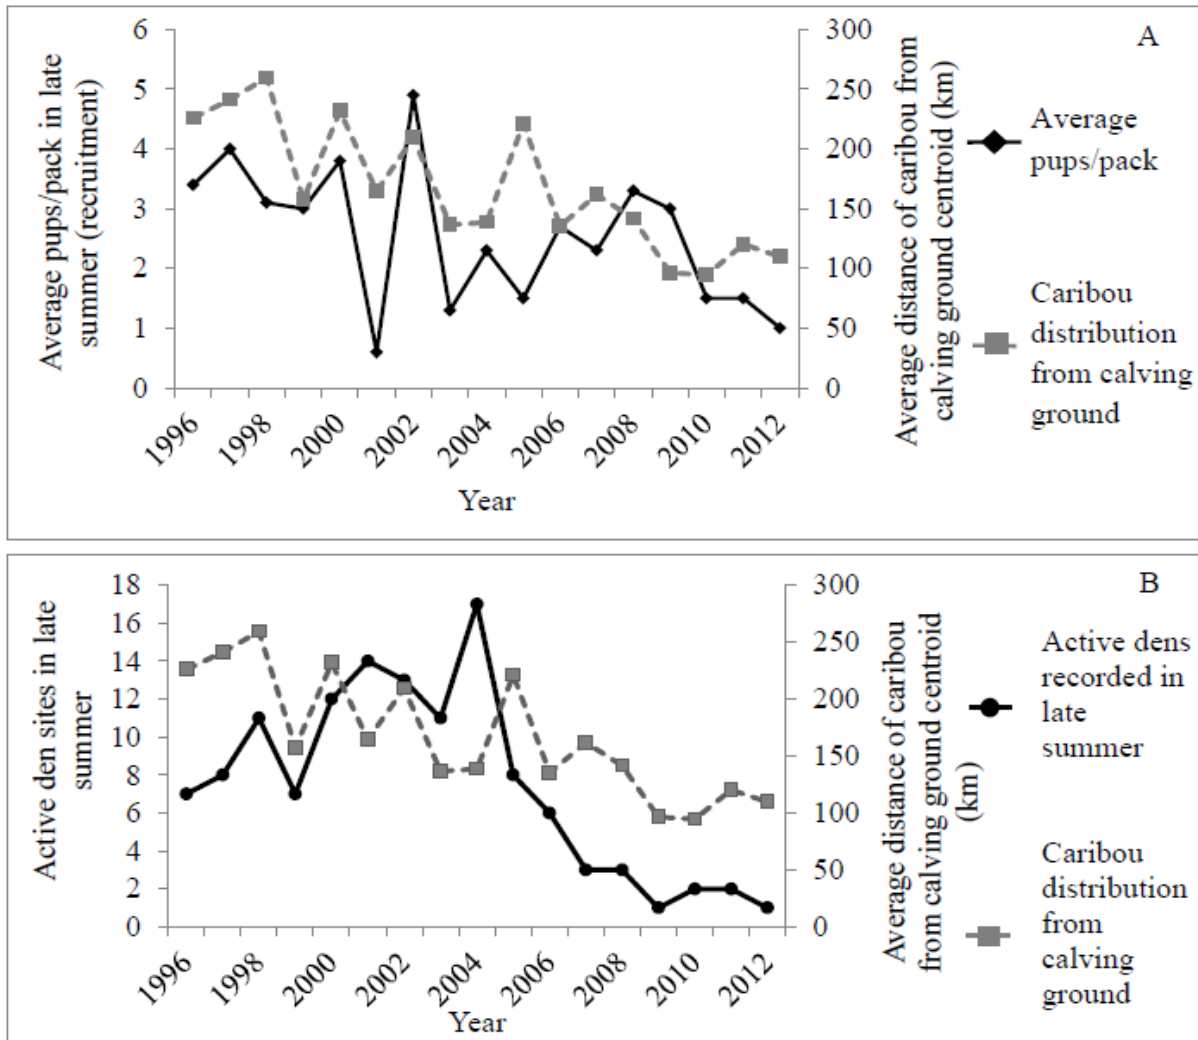 A
Average pups/pack in late
summer (recruitment)
6
5
4
3
2
1
0
300
250
200
150
100
50
0
Average distance of caribou from
calving ground centroid (km)
1996
1998
2000
2002
2004
2006
2008
2010
2012
Year
Average
pups/pack
Caribou
distribution
from calving
ground
B
Active den sites in late
summer
18
16
14
12
10
8
6
4
2
0
300
250
200
150
100
50
0
Average distance of caribou
from calving ground centroid
(km)
1996
1998
2000
2002
2004
2006
2008
2010
2012
Year
Active dens
recorded in
late
summer
Caribou
distribution
from
calving
ground